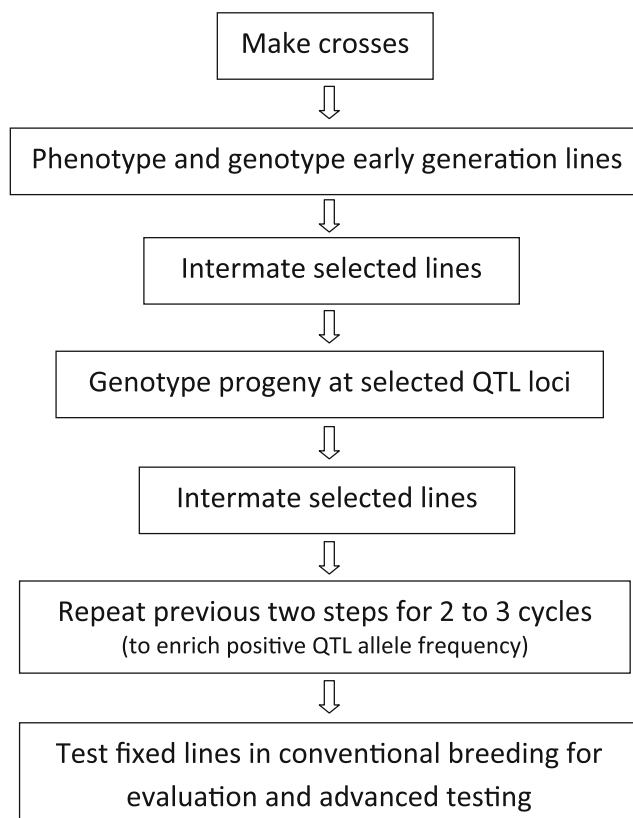 Make crosses
Phenotype and genotype early generation lines
Intermate selected lines
Genotype progeny at selected QTL loci
Intermate selected lines
Repeat previous two steps for 2 to 3 cycles
(to enrich positive QTL allele frequency)
Test fixed lines in conventional breeding for
evaluation and advanced testing